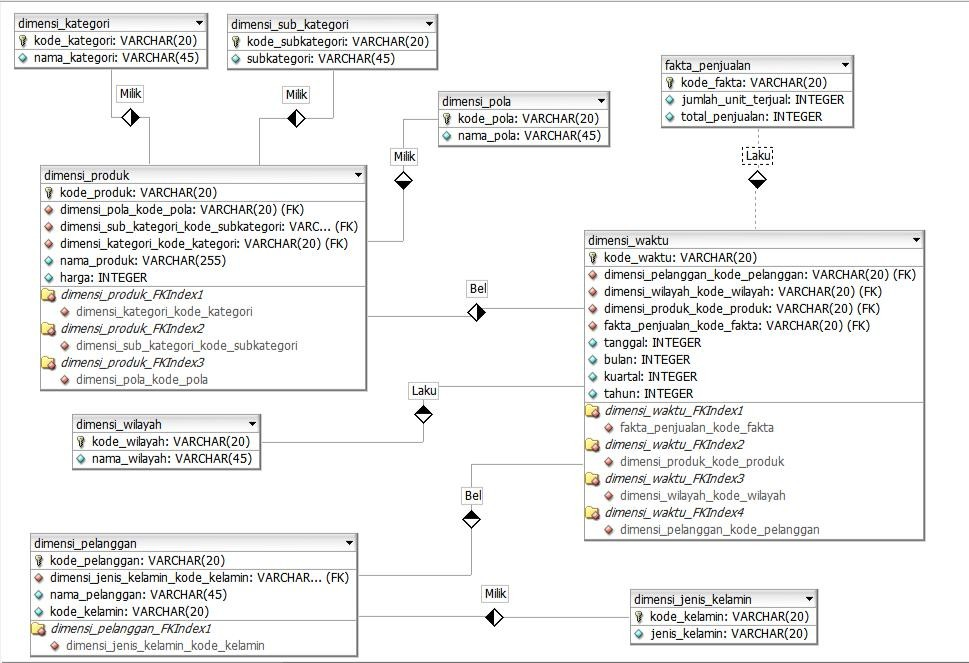 dimensi_kategori
kode_kategori: VARCHAR(20)
nama_kategori: VARCHAR(45)
dimensi_sub_kategori
kode_subkategori: VARCHAR(20)
subkategori: VARCHAR(45)
Milik
Milik
dimensi_pola
kode_pola: VARCHAR(20)
nama_pola: VARCHAR(45)
Milik
fakta_penjualan
kode_fakta: VARCHAR(20)
jumlah_unit_terjual: INTEGER
total_penjualan: INTEGER
Laku
dimensi_produk
kode_produk: VARCHAR(20)
dimensi_pola_kode_pola: VARCHAR(20) (FK)
dimensi_sub_kategori_kode_subkategori: VARC... (FK)
dimensi_kategori_kode_kategori: VARCHAR(20) (FK)
nama_produk: VARCHAR(255)
harga: INTEGER
dimensi_produk_FKIndex1
dimensi_kategori_kode_kategori
dimensi_produk_FKIndex2
dimensi_sub_kategori_kode_subkategori
dimensi_produk_FKIndex3
dimensi_pola_kode_pola
Bel
dimensi_waktu
kode_waktu: VARCHAR(20)
dimensi_pelanggan_kode_pelanggan: VARCHAR(20) (FK)
dimensi_wilayah_kode_wilayah: VARCHAR(20) (FK)
dimensi_produk_kode_produk: VARCHAR(20) (FK)
fakta_penjualan_kode_fakta: VARCHAR(20) (FK)
tanggal: INTEGER
bulan: INTEGER
kuartal: INTEGER
tahun: INTEGER
dimensi_waktu_FKIndex1
fakta_penjualan_kode_fakta
dimensi_waktu_FKIndex2
dimensi_produk_kode_produk
dimensi_waktu_FKIndex3
dimensi_wilayah_kode_wilayah
dimensi_waktu_FKIndex4
dimensi_pelanggan_kode_pelanggan
Laku
dimensi_wilayah
kode_wilayah: VARCHAR(20)
nama_wilayah: VARCHAR(45)
Bel
dimensi_pelanggan
kode_pelanggan: VARCHAR(20)
dimensi_jenis_kelamin_kode_kelamin: VARCHAR... (FK)
nama_pelanggan: VARCHAR(45)
kode_kelamin: VARCHAR(20)
dimensi_pelanggan_FKIndex1
dimensi_jenis_kelamin_kode_kelamin
Milik
dimensi_jenis_kelamin
kode_kelamin: VARCHAR(20)
jenis_kelamin: VARCHAR(20)